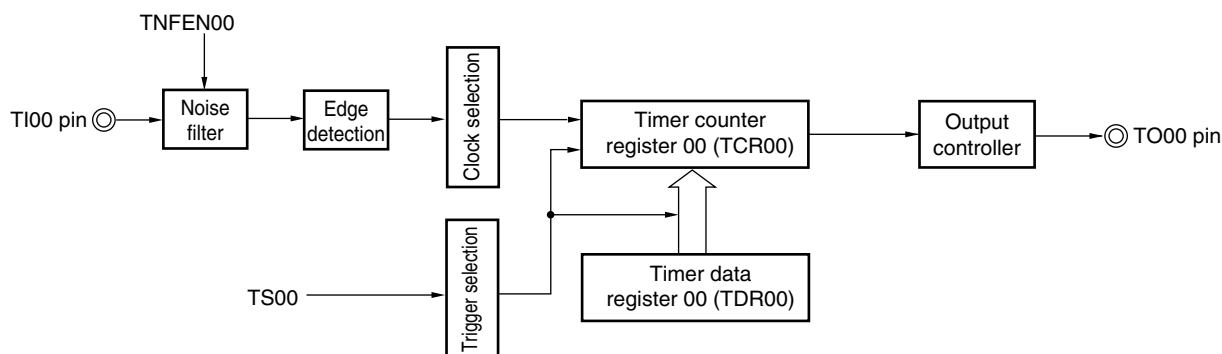 TNFEN00
TI00 pin
Noise
filter
Edge
detection
Clock selection
Timer counter
register 00 (TCR00)
Output
controller
TO00 pin
TS00
Trigger selection
Timer data
register 00 (TDR00)